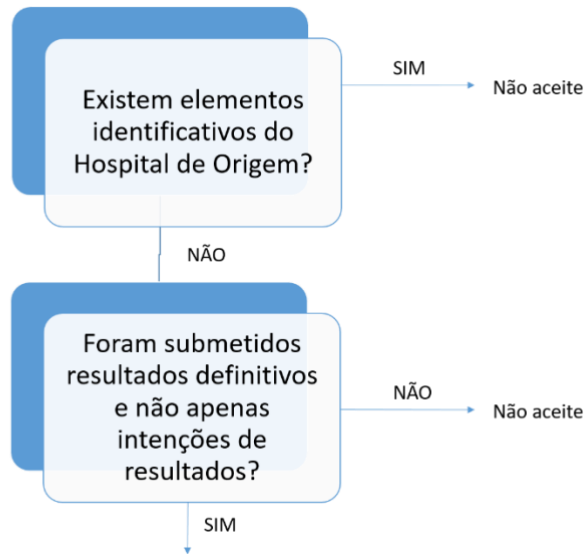 Existem elementos
identificativos do
Hospital de Origem?
SIM
Não aceite
NÃO
Foram submetidos
resultados definitivos
e não apenas
intenções de
resultados?
NÃO
Não aceite
SIM